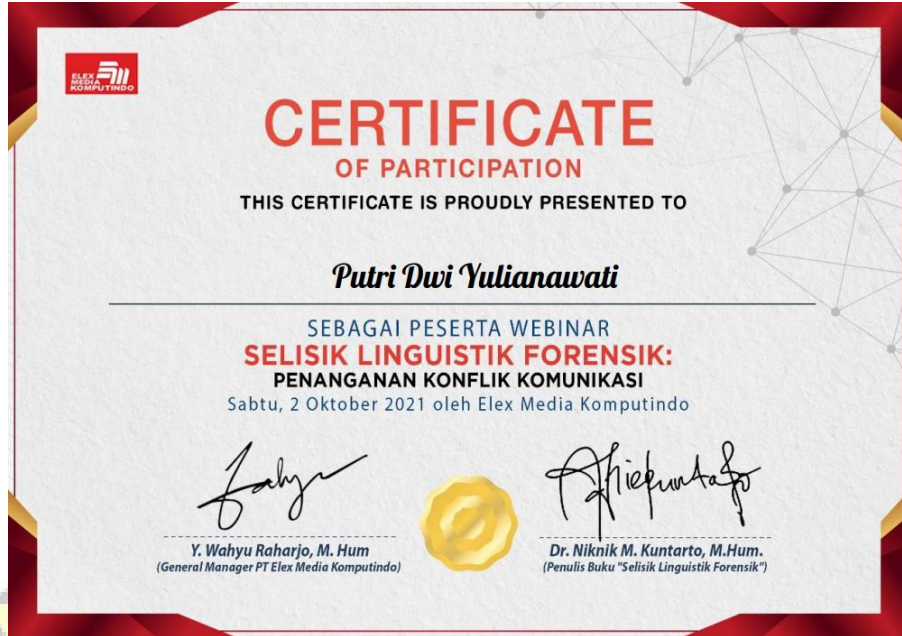 ELEX
MEDIA
KOMPUTINDO
CERTIFICATE
OF PARTICIPATION
THIS CERTIFICATE IS PROUDLY PRESENTED TO
Putri Dwi Yulianawati
SEBAGAI PESERTA WEBINAR
SELISIK LINGUISTIK FORENSIK:
PENANGANAN KONFLIK KOMUNIKASI
Sabtu, 2 Oktober 2021 oleh Elex Media Komputindo
Y. Wahyu Raharjo, M. Hum
(General Manager PT Elex Media Komputindo)
Dr. Niknik M. Kuntarto, M.Hum.
(Penulis Buku "Selisik Linguistik Forensik")